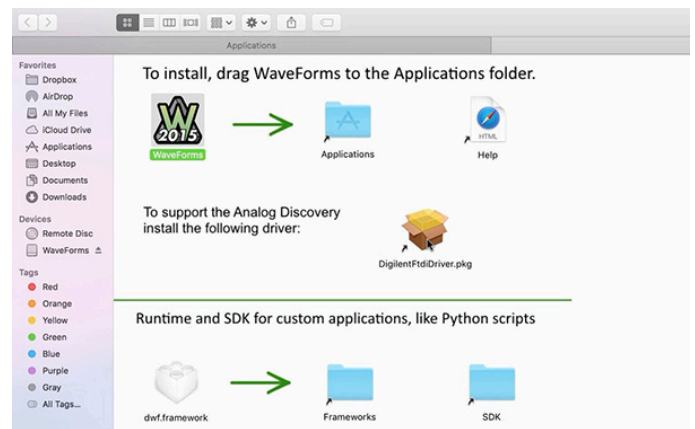 Applications
Favorites
Dropbox
AirDrop
All My Files
iCloud Drive
Applications
Desktop
Documents
Downloads
Devices
Remote Disc
WaveForms
Tags
Red
Orange
Yellow
Green
Blue
Purple
Gray
All Tags...
To install, drag WaveForms to the Applications folder.
W
2015
HTML
WaveForms
Applications
Help
To support the Analog Discovery
install the following driver:
DigilentFtdiDriver.pkg
Runtime and SDK for custom applications, like Python scripts
dwf.framework
Frameworks
SDK